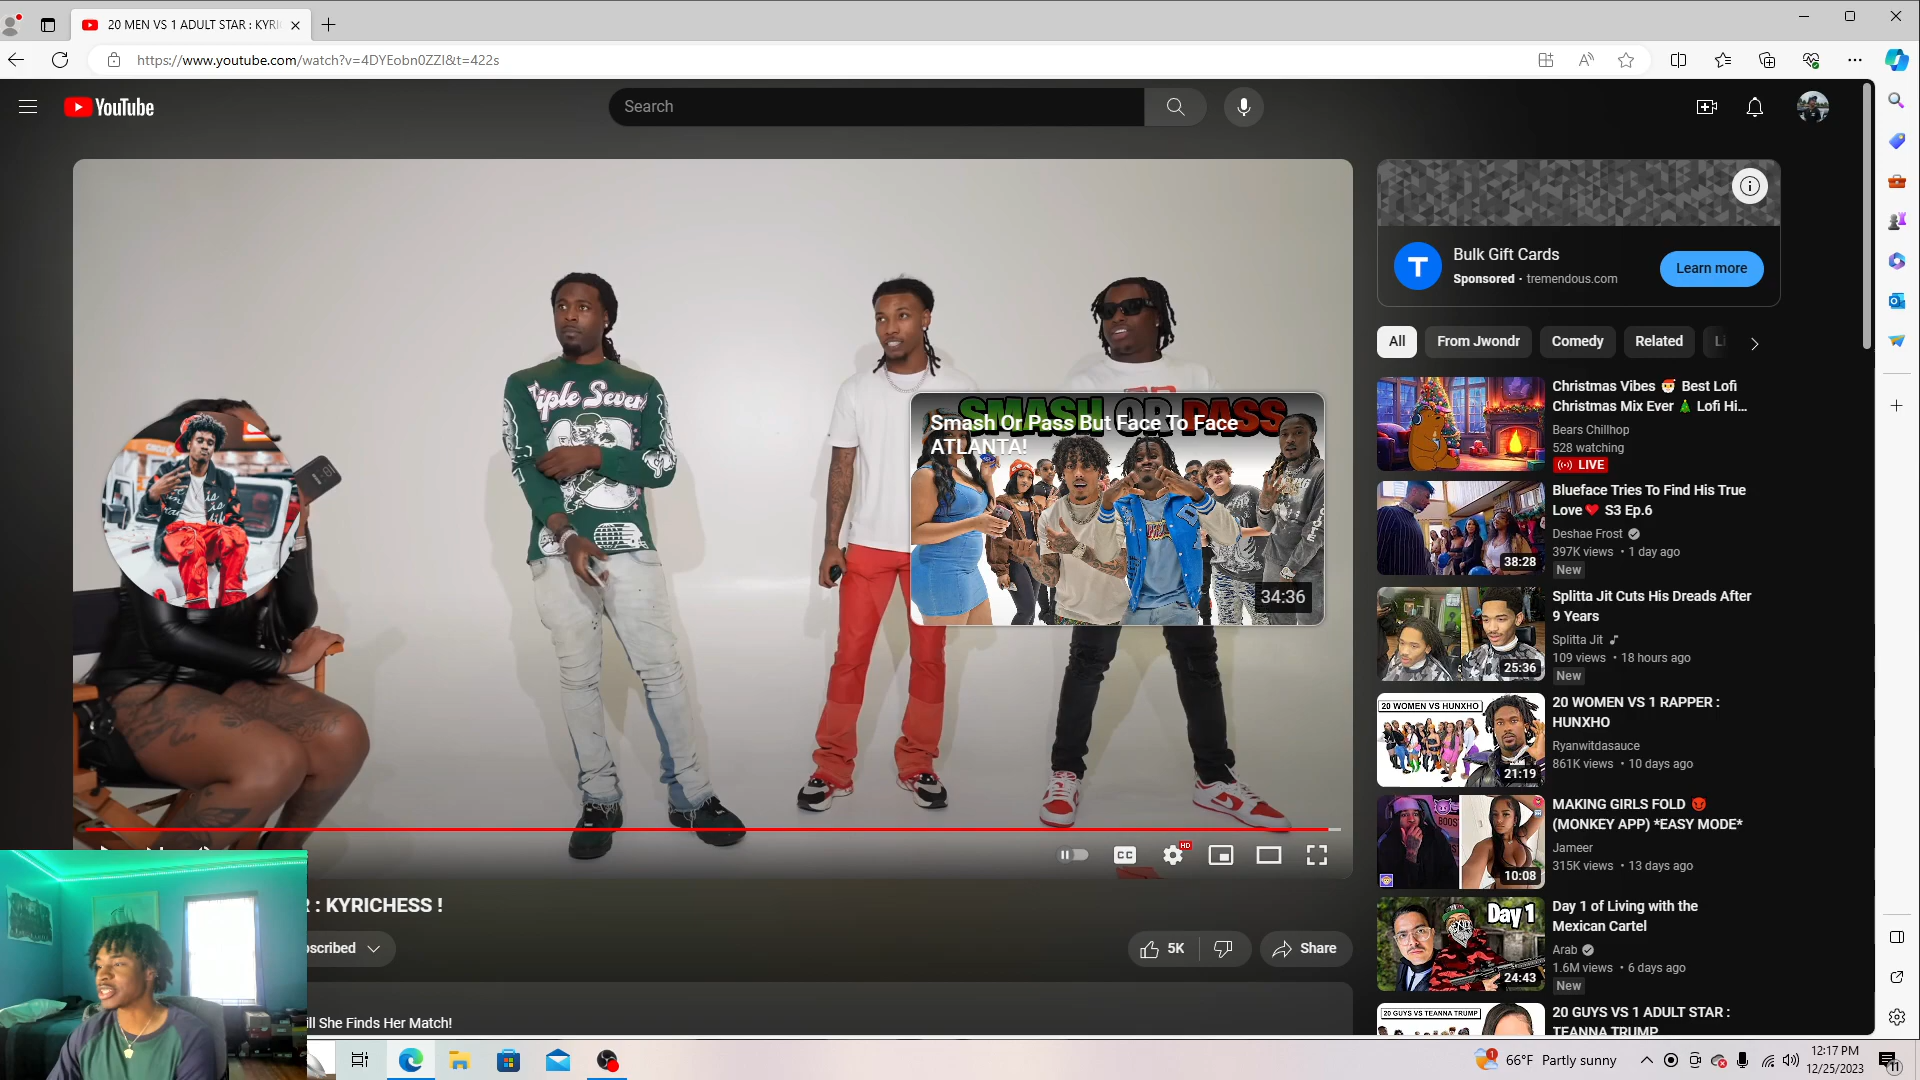 20 MEN VS 1 ADULT STAR : KYRI
https://www.youtube.com/watch?v=4DYEobn0ZZI&t=422s
YouTube
Search
Triple Seven
Smash Or Pass But Face To Face
ATLANTA!
SMASH OR PASS
34:36
CC
HD
: KYRICHESS !
scribed
5K
Share
ill She Finds Her Match!
T
Bulk Gift Cards
Sponsored · tremendous.com
Learn more
All
From Jwondr
Comedy
Related
Christmas Vibes 🎅 Best Lofi
Christmas Mix Ever 🎄 Lofi Hi...
Bears Chillhop
528 watching
LIVE
38:28
Blueface Tries To Find His True
Love❤️ S3 Ep.6
Deshae Frost
397K views • 1 day ago
New
25:36
Splitta Jit Cuts His Dreads After
9 Years
Splitta Jit
109 views • 18 hours ago
New
20 WOMEN VS HUNXHO
21:19
20 WOMEN VS 1 RAPPER :
HUNXHO
Ryanwitdasauce
861K views • 10 days ago
10:08
MAKING GIRLS FOLD 😈
(MONKEY APP) *EASY MODE*
Jameer
315K views • 13 days ago
Day 1
24:43
Day 1 of Living with the
Mexican Cartel
Arab
1.6M views • 6 days ago
New
20 GUYS VS TEANNA TRUMP
20 GUYS VS 1 ADULT STAR :
TEANNA TRUMP
1
66°F Partly sunny
12:17 PM
12/25/2023
11